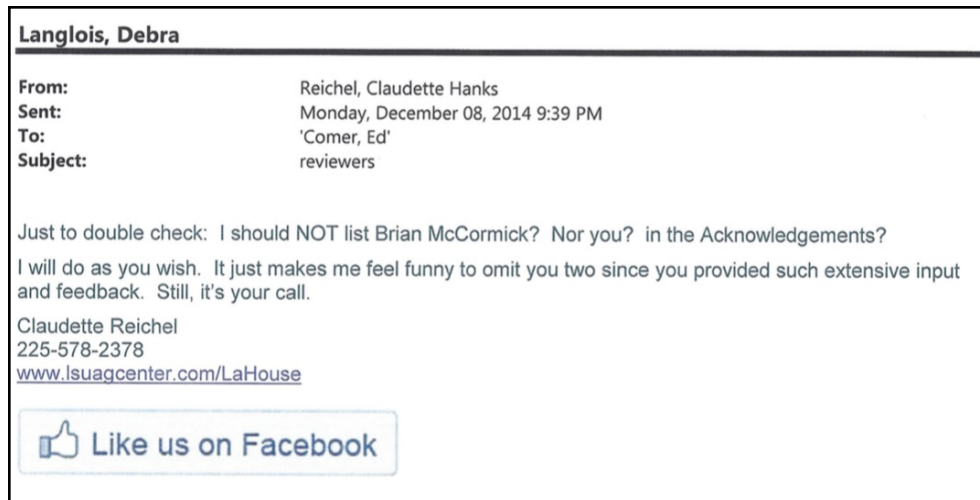 Langlois, Debra
From: Reichel, Claudette Hanks
Sent: Monday, December 08, 2014 9:39 PM
To: 'Comer, Ed'
Subject: reviewers
Just to double check:  I should NOT list Brian McCormick?  Nor you?  in the Acknowledgements?
I will do as you wish.  It just makes me feel funny to omit you two since you provided such extensive input
and feedback.  Still, it's your call.
Claudette Reichel
225-578-2378
www.lsuagcenter.com/LaHouse
Like us on Facebook